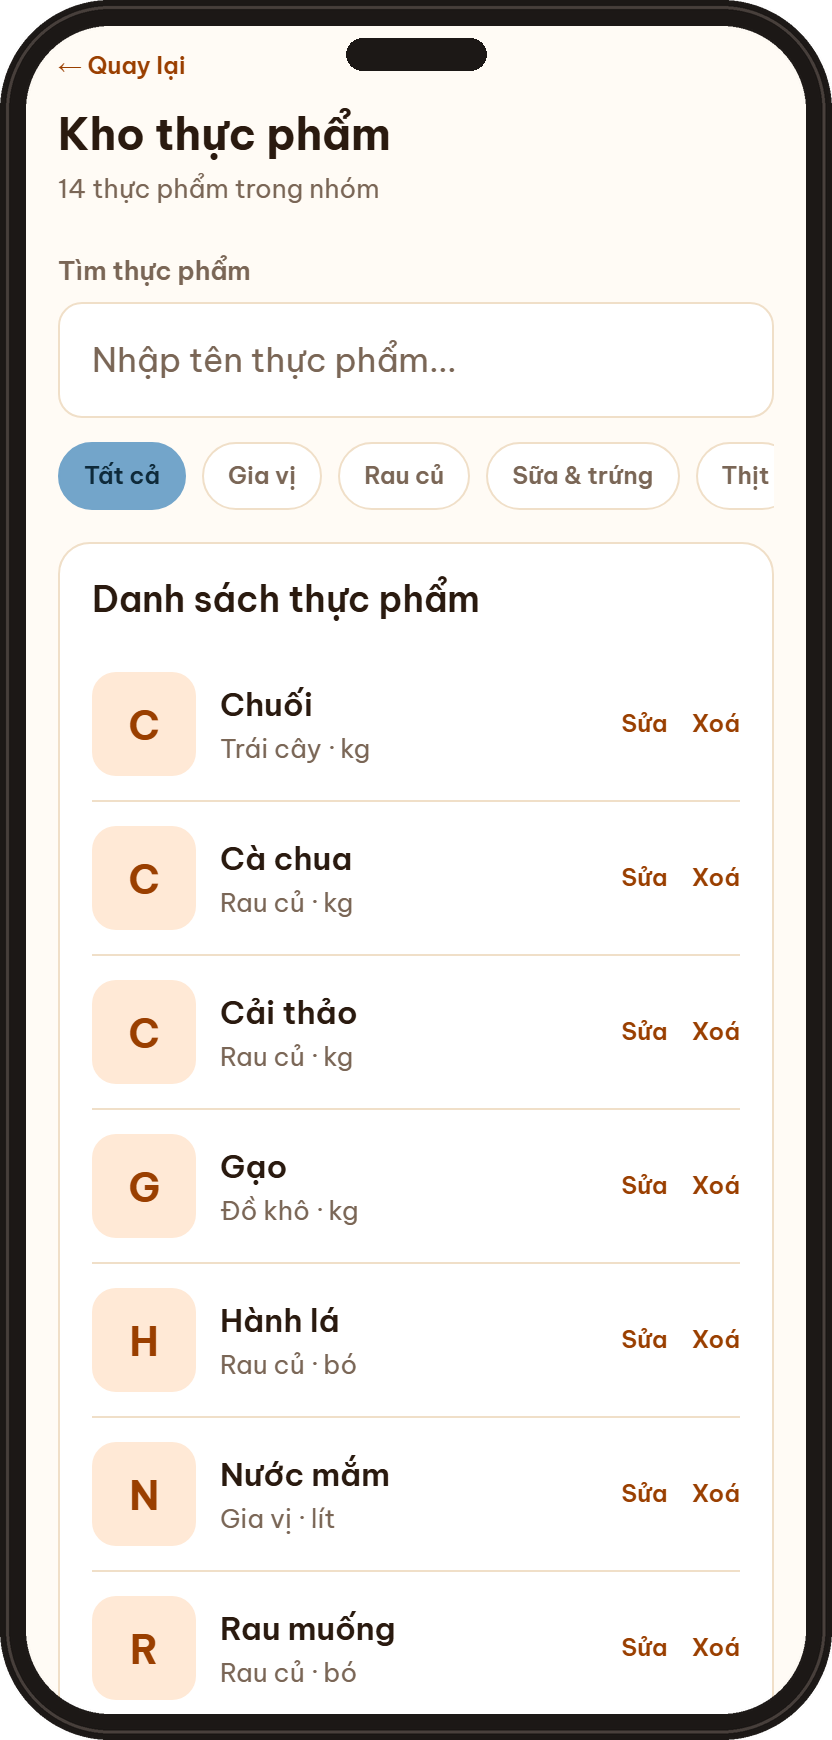 ← Quay lại
Kho thực phẩm
14 thực phẩm trong nhóm
Tìm thực phẩm
Nhập tên thực phẩm...
Tất cả Gia vị Rau củ Sữa & trứng Thịt
Danh sách thực phẩm
C Chuối Sửa Xoá
Trái cây · kg
C Cà chua Sửa Xoá
Rau củ · kg
C Cải thảo Sửa Xoá
Rau củ · kg
G Gạo Sửa Xoá
Đồ khô · kg
H Hành lá Sửa Xoá
Rau củ · bó
N Nước mắm Sửa Xoá
Gia vị · lít
R Rau muống Sửa Xoá
Rau củ · bó